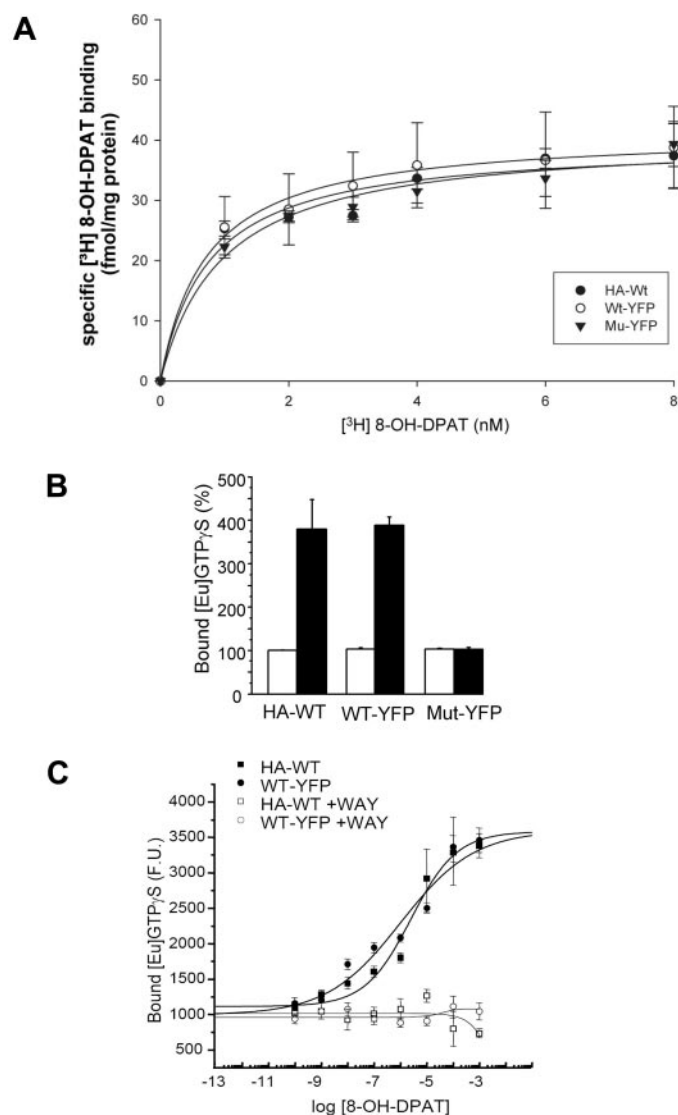 A
specific [³H] 8-OH-DPAT binding
(fmol/mg protein)
60
50
40
30
20
10
0
0 2 4 6 8
[³H] 8-OH-DPAT (nM)
HA-Wt
Wt-YFP
Mu-YFP
B
Bound [Eu]GTPγS (%)
500
400
300
200
100
0
HA-WT WT-YFP Mut-YFP
C
HA-WT
WT-YFP
HA-WT +WAY
WT-YFP +WAY
Bound [Eu]GTPγS (F.U.)
4000
3500
3000
2500
2000
1500
1000
500
-13 -11 -9 -7 -5 -3
log [8-OH-DPAT]